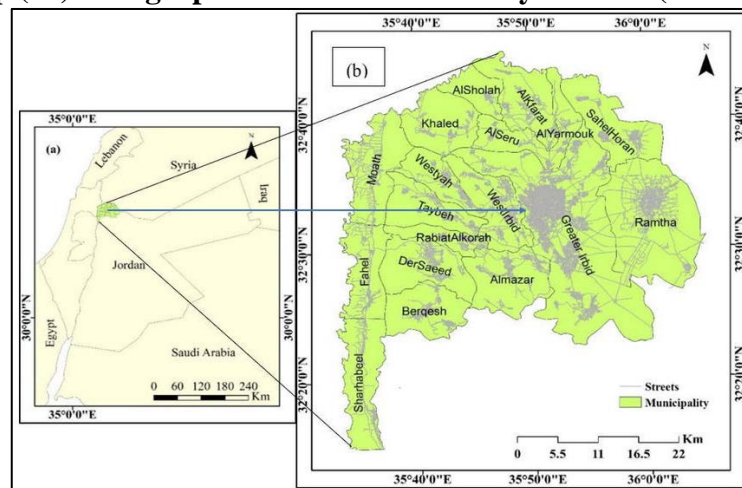 35°0'0"E
(a)
Lebanon
Syria
N
Iraq
Jordan
Egypt
Saudi Arabia
0 60 120 180 240
Km
30°0'0"N
30°0'0"N
35°0'0"E
35°40'0"E 35°50'0"E 36°0'0"E
(b)
N
AlSholah
AlKfarat
SahelHoran
Khaled
AlSeru
AlYarmouk
Moath
Westyah
WestIrbid
Taybeh
Greater Irbid
Ramtha
RabiatAlkorah
Fahel
DerSaeed
Almazar
Berqesh
Sharhabeel
Streets
Municipality
Km
0 5.5 11 16.5 22
32°40'0"N
32°30'0"N
32°20'0"N
35°40'0"E 35°50'0"E 36°0'0"E